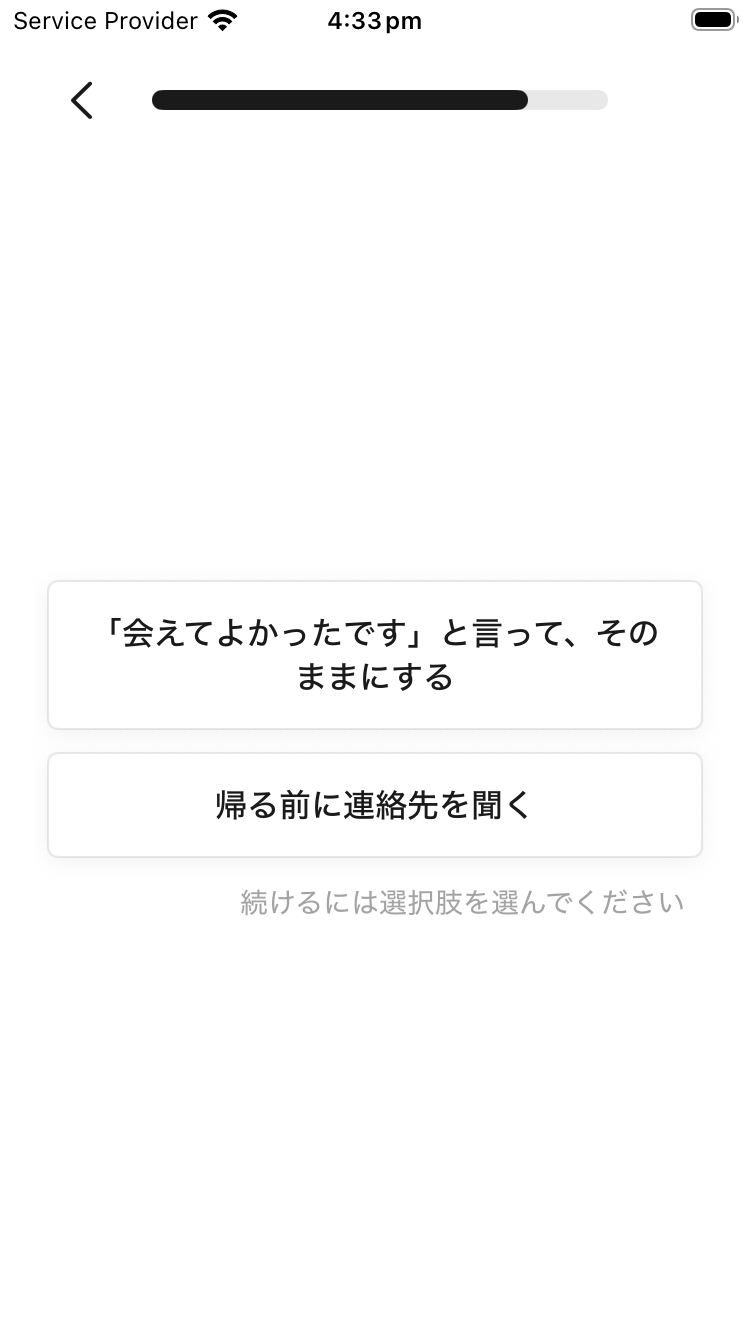 Service Provider 4:33pm
「会えてよかったです」と言って、その
ままにする
帰る前に連絡先を聞く
続けるには選択肢を選んでください